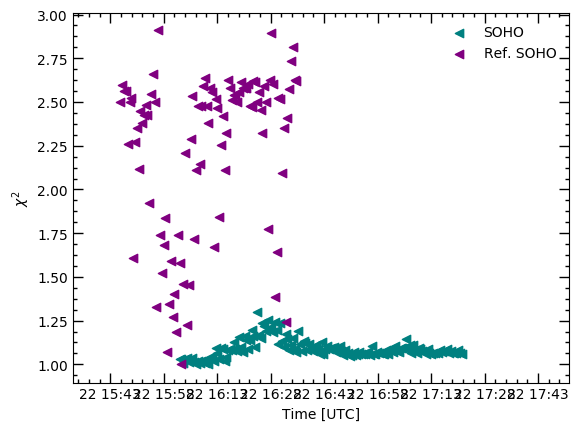 3.00
SOHO
Ref. SOHO
2.75
2.50
2.25
2.00
χ²
1.75
1.50
1.25
1.00
22 15:43 22 15:58 22 16:13 22 16:28 22 16:43 22 16:58 22 17:13 22 17:28 22 17:43
Time [UTC]